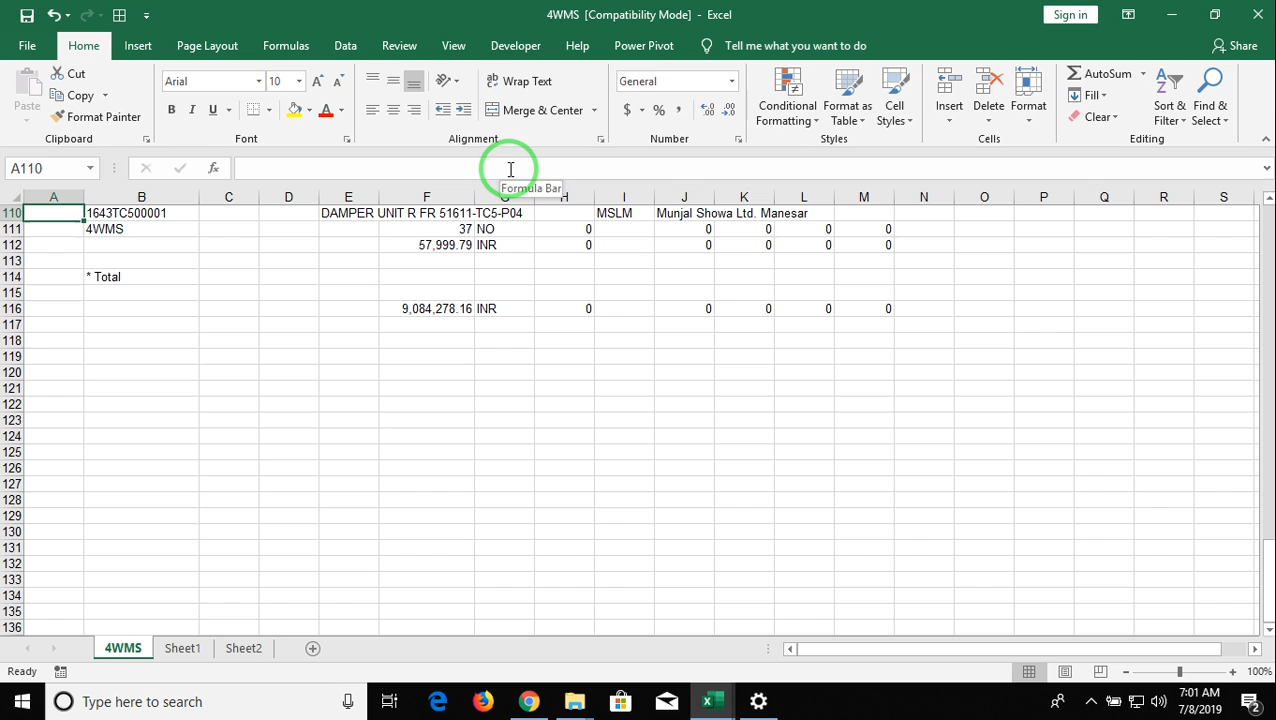 4WMS [Compatibility Mode] - Excel
Sign in
File Home Insert Page Layout Formulas Data Review View Developer Help Power Pivot Tell me what you want to do Share
Paste
Cut
Copy
Format Painter
Clipboard
Arial 10
B I U
Font
Wrap Text
Merge & Center
Alignment
General
$ % ,
Number
Conditional Formatting
Format as Table
Cell Styles
Styles
Insert
Delete
Format
Cells
AutoSum
Fill
Clear
Sort & Filter
Find & Select
Editing
A110
fx
Formula Bar
A B C D E F G H I J K L M N O P Q R S
110 1643TC500001 DAMPER UNIT R FR 51611-TC5-P04 MSLM Munjal Showa Ltd. Manesar
111 4WMS 37 NO 0 0 0 0 0
112 57,999.79 INR 0 0 0 0 0
113
114 * Total
115
116 9,084,278.16 INR 0 0 0 0 0
117
118
119
120
121
122
123
124
125
126
127
128
129
130
131
132
133
134
135
136
4WMS Sheet1 Sheet2
Ready
100%
Type here to search
7:01 AM
7/8/2019
2